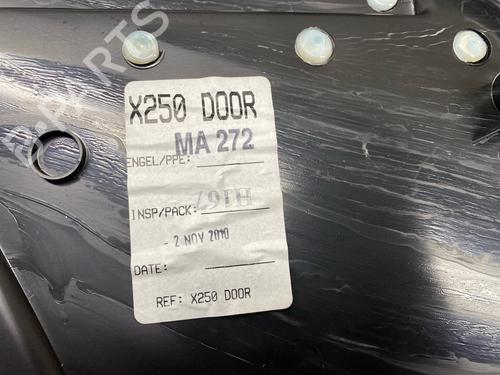 X250 DOOR
MA 272
ENGEL/PPE:
INSP/PACK:
- 2 NOV 2010
DATE:
REF: X250 DOOR